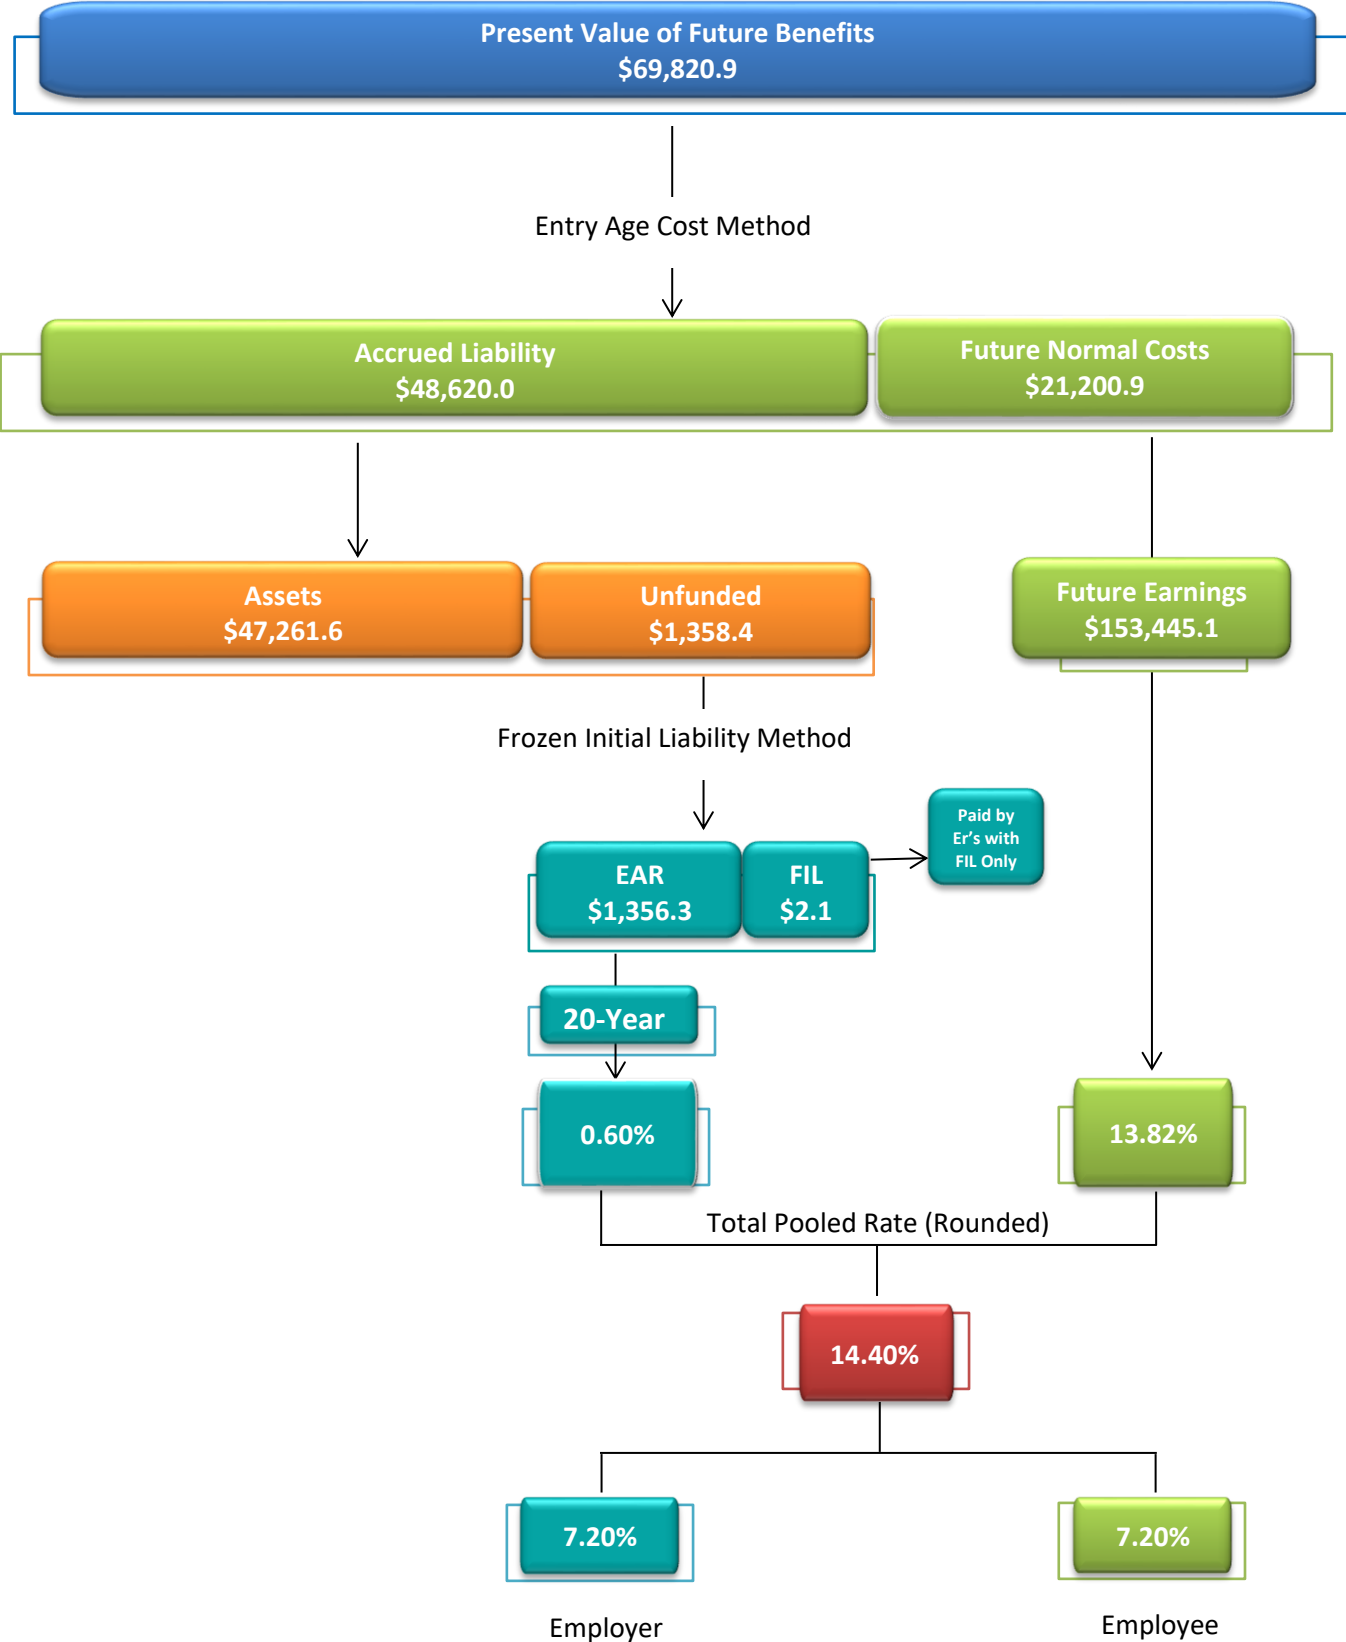 Present Value of Future Benefits
$69,820.9
Entry Age Cost Method
Accrued Liability
$48,620.0
Future Normal Costs
$21,200.9
Assets
$47,261.6
Unfunded
$1,358.4
Future Earnings
$153,445.1
Frozen Initial Liability Method
Paid by
Er’s with
FIL Only
EAR
$1,356.3
FIL
$2.1
20-Year
0.60%
13.82%
Total Pooled Rate (Rounded)
14.40%
7.20%
7.20%
Employer
Employee